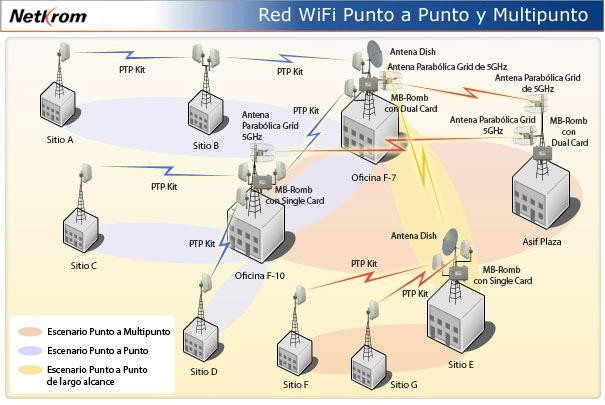 NetKrom
Red WiFi Punto a Punto y Multipunto
Antena Dish
PTP Kit
PTP Kit
Antena Parabólica Grid de 5GHz
Antena Parabólica Grid
de 5GHz
MB-Romb
con Dual Card
PTP Kit
Antena
Parabólica Grid
5GHz
Antena Parabólica Grid
5GHz
MB-Romb
con
Dual Card
Sitio A
Sitio B
Oficina F-7
PTP Kit
MB-Romb
con Single Card
Asif Plaza
Antena Dish
PTP Kit
Sitio C
Oficina F-10
PTP Kit
MB-Romb
con Single Card
PTP Kit
Escenario Punto a Multipunto
Escenario Punto a Punto
Escenario Punto a Punto
de largo alcance
Sitio D
Sitio F
Sitio G
Sitio E